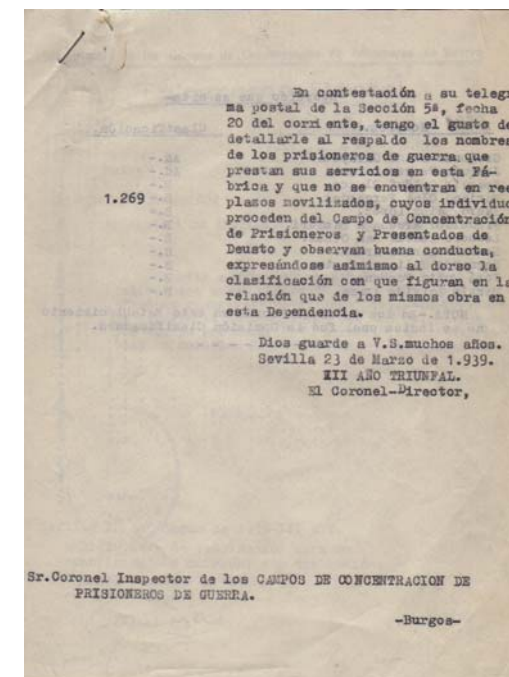 En contestación a su telegra
ma postal de la Sección 5ª, fecha
20 del corriente, tengo el gusto de
detallarle al respaldo los nombres
de los prisioneros de guerra que
prestan sus servicios en esta Fá-
brica y que no se encuentran en ree
plazos movilizados, cuyos individuo
proceden del Campo de Concentración
de Prisioneros y Presentados de
Deusto y observan buena conducta,
expresándose asimismo al dorso la
clasificación con que figuran en la
relación que de los mismos obra en
esta Dependencia.
1.269
Dios guarde a V.S.muchos años.
Sevilla 23 de Marzo de 1.939.
III AÑO TRIUNFAL.
El Coronel-Director,
Sr.Coronel Inspector de los CAMPOS DE CONCENTRACION DE
PRISIONEROS DE GUERRA.
-Burgos-